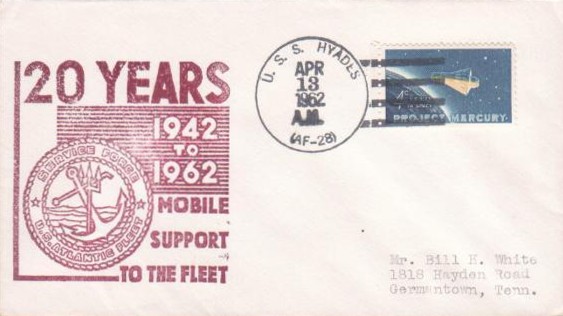 20 YEARS
1942
TO
1962
SERVICE FORCE
U.S. ATLANTIC FLEET
MOBILE
SUPPORT
TO THE FLEET
U. S. S. HYADES
APR
13
1962
A.M.
(AF-28)
4¢
PROJECT MERCURY
Mr. Bill H. White
1818 Hayden Road
Germantown, Tenn.